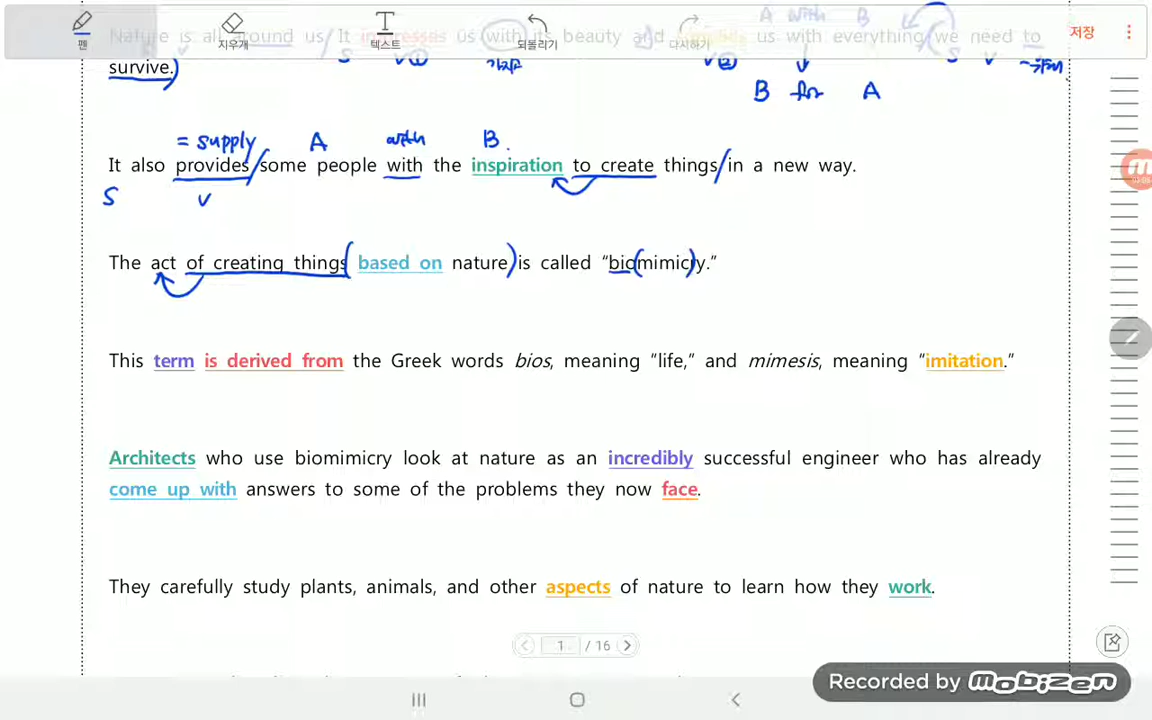 펜 지우개 텍스트 되돌리기 다시하기 저장
A with B
Nature is all around us. It impresses us with its beauty and us with everything we need to
S V① 가지고 V② S V
survive.
B for A
= supply A with B.
It also provides some people with the inspiration to create things in a new way.
S V
The act of creating things based on nature is called “biomimicry.”
This term is derived from the Greek words bios, meaning “life,” and mimesis, meaning “imitation.”
Architects who use biomimicry look at nature as an incredibly successful engineer who has already
come up with answers to some of the problems they now face.
They carefully study plants, animals, and other aspects of nature to learn how they work.
1 / 16
Recorded by mobizen